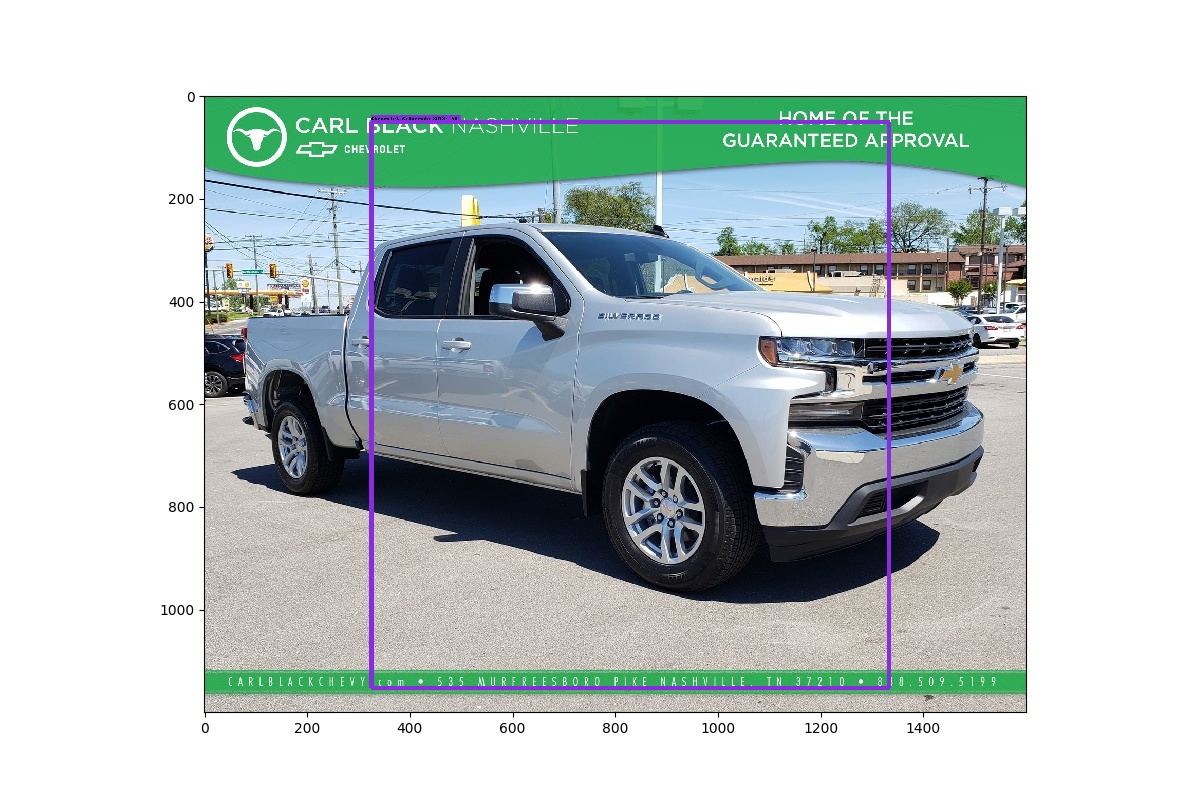 CARL BLACK NASHVILLE
CHEVROLET
HOME OF THE
GUARANTEED APPROVAL
SILVERADO
CARLBLACKCHEVY.com • 535 MURFREESBORO PIKE NASHVILLE, TN 37210 • 888.509.5199
0
200
400
600
800
1000
0 200 400 600 800 1000 1200 1400